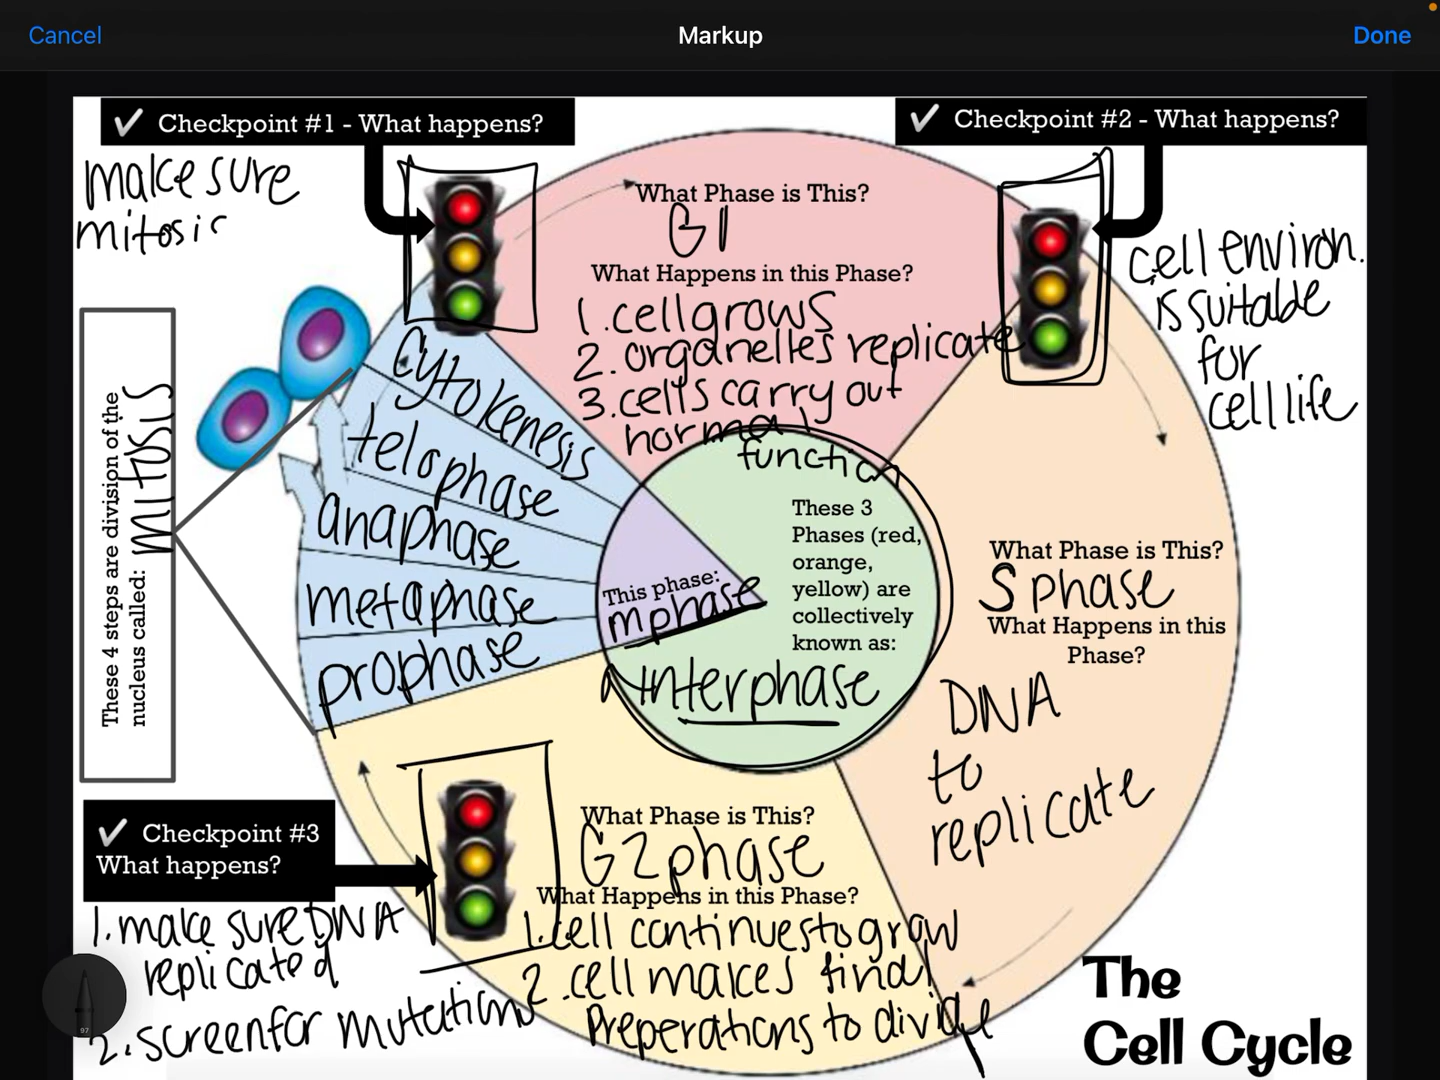 Cancel
Markup
Done
✔ Checkpoint #1 - What happens?
make sure
mitosis
✔ Checkpoint #2 - What happens?
cell environ.
is suitable
for
cell life
What Phase is This?
G1
What Happens in this Phase?
1. cell grows
2. organelles replicate
3. cells carry out
normal
function
These 4 steps are division of the
nucleus called: mitosis
cytokenesis
telophase
anaphase
metaphase
prophase
This phase:
m phase
These 3
Phases (red,
orange,
yellow) are
collectively
known as:
interphase
What Phase is This?
S phase
What Happens in this
Phase?
DNA
to
replicate
✔ Checkpoint #3
What happens?
1. make sure DNA
replicated
2. screen for mutations
What Phase is This?
G2 phase
What Happens in this Phase?
1. cell continues to grow
2. cell makes final
preperations to divide
The
Cell Cycle
97